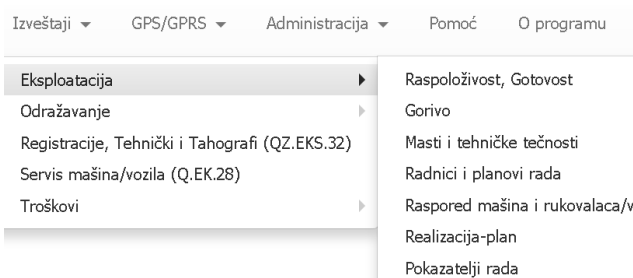 Izveštaji GPS/GPRS Administracija Pomoć O programu
Eksploatacija
Odražavanje
Registracije, Tehnički i Tahografi (QZ.EKS.32)
Servis mašina/vozila (Q.EK.28)
Troškovi
Raspoloživost, Gotovost
Gorivo
Masti i tehničke tečnosti
Radnici i planovi rada
Raspored mašina i rukovalaca/v
Realizacija-plan
Pokazatelji rada